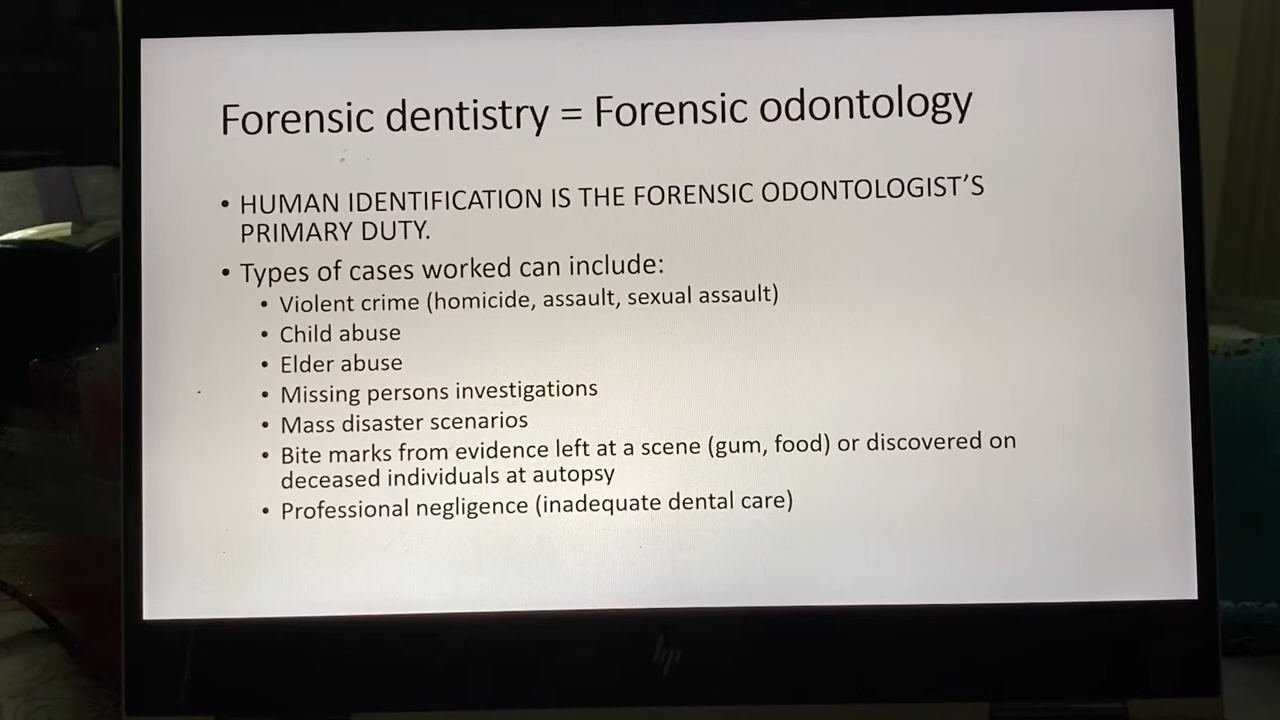 Forensic dentistry = Forensic odontology
• HUMAN IDENTIFICATION IS THE FORENSIC ODONTOLOGIST’S
PRIMARY DUTY.
• Types of cases worked can include:
• Violent crime (homicide, assault, sexual assault)
• Child abuse
• Elder abuse
• Missing persons investigations
• Mass disaster scenarios
• Bite marks from evidence left at a scene (gum, food) or discovered on
deceased individuals at autopsy
• Professional negligence (inadequate dental care)
hp